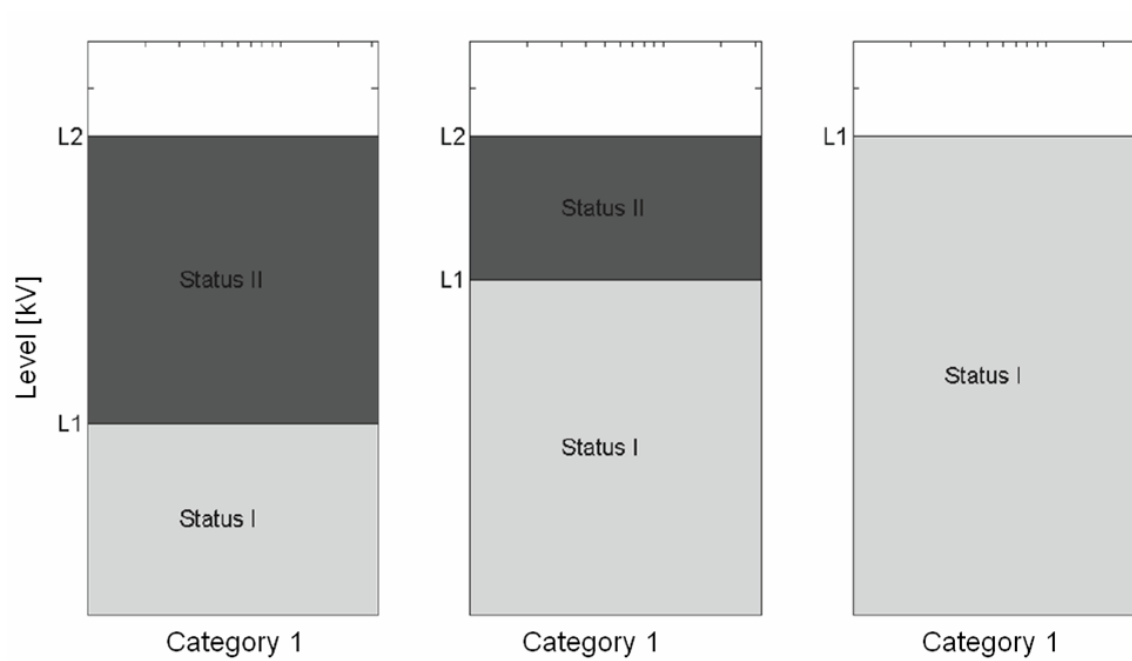 L2
L2
L1
Status II
Status II
L1
Level [kV]
Status I
L1
Status I
Status I
Category 1
Category 1
Category 1